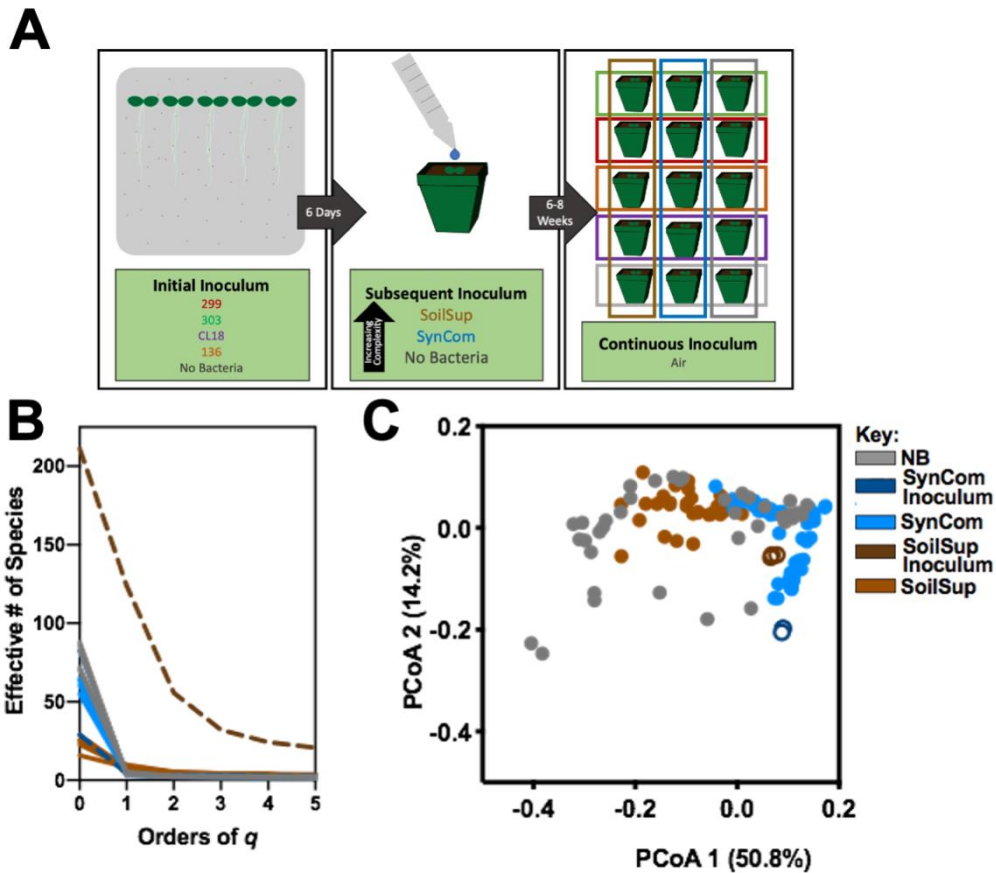 A
6 Days
6-8
Weeks
Initial Inoculum
299
303
CL18
136
No Bacteria
Subsequent Inoculum
Increasing
Complexity
SoilSup
SynCom
No Bacteria
Continuous Inoculum
Air
B
Effective # of Species
200
150
100
50
0
0 1 2 3 4 5
Orders of q
C
PCoA 2 (14.2%)
0.2
0.0
-0.2
-0.4
-0.4 -0.2 0.0 0.2
PCoA 1 (50.8%)
Key:
NB
SynCom
Inoculum
SynCom
SoilSup
Inoculum
SoilSup